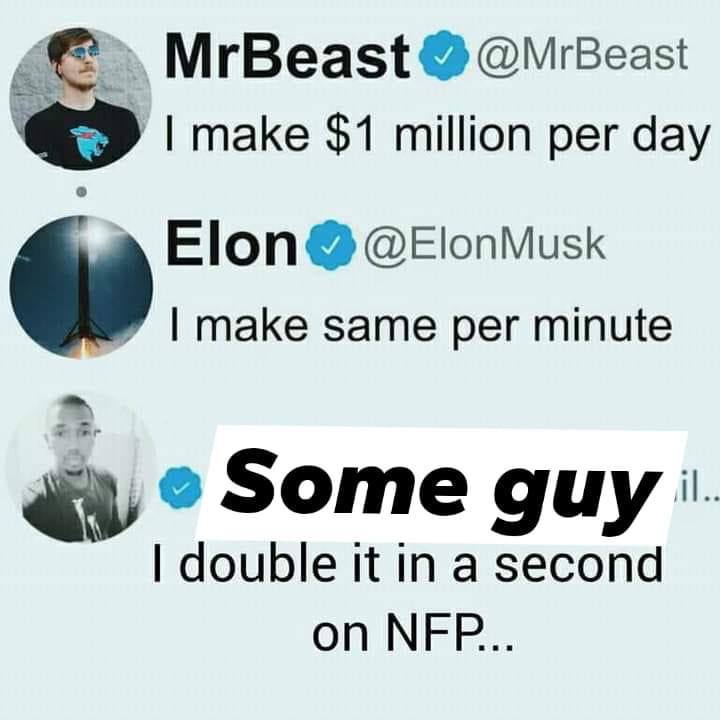 MrBeast @MrBeast
I make $1 million per day
Elon @ElonMusk
I make same per minute
Some guy il..
I double it in a second
on NFP...